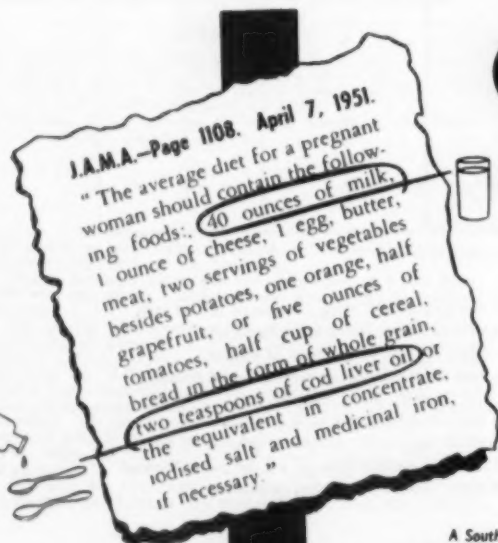 J.A.M.A.—Page 1108. April 7, 1951.
"The average diet for a pregnant
woman should contain the follow-
ing foods:. 40 ounces of milk,
1 ounce of cheese, 1 egg, butter,
meat, two servings of vegetables
besides potatoes, one orange, half
grapefruit, or five ounces of
tomatoes, half cup of cereal,
bread in the form of whole grain,
two teaspoons of cod liver oil or
the equivalent in concentrate,
iodised salt and medicinal iron,
if necessary."
A South